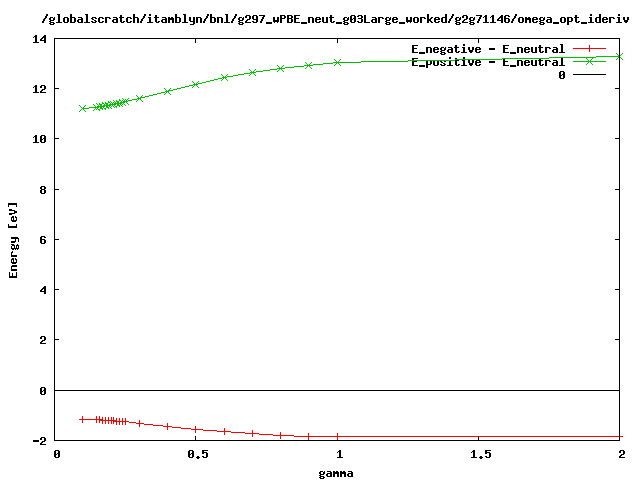 /globalscratch/itamblyn/bnl/g297_wPBE_neut_g03Large_worked/g2g71146/omega_opt_ideriv
14
12
10
8
6
4
2
0
-2
Energy [eV]
E_negative - E_neutral
E_positive - E_neutral
0
0 0.5 1 1.5 2
gamma